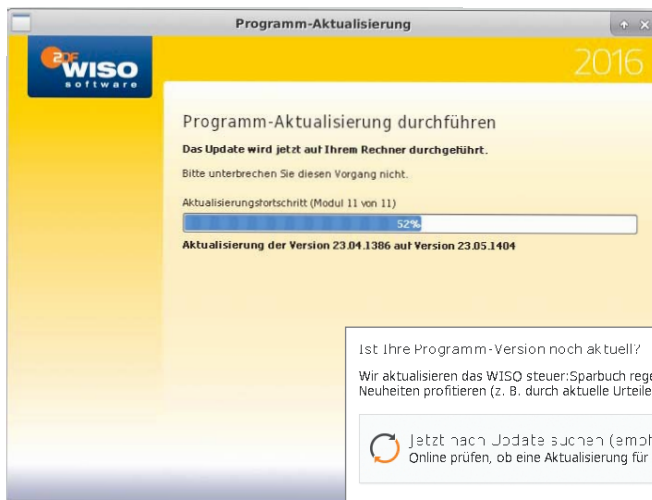 Programm-Aktualisierung
ZDF
WISO
software
2016
Programm-Aktualisierung durchführen
Das Update wird jetzt auf Ihrem Rechner durchgeführt.
Bitte unterbrechen Sie diesen Vorgang nicht.
Aktualisierungsfortschritt (Modul 11 von 11)
52%
Aktualisierung der Version 23.04.1386 auf Version 23.05.1404
Ist Ihre Programm-Version noch aktuell?
Wir aktualisieren das WISO steuer:Sparbuch rege
Neuheiten profitieren (z. B. durch aktuelle Urteile
Jetzt nach Update suchen (empf
Online prüfen, ob eine Aktualisierung für